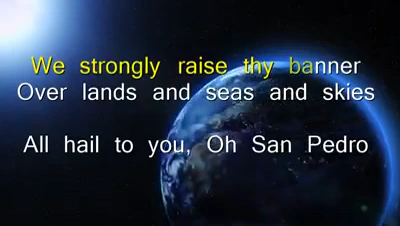 We strongly raise thy banner
Over lands and seas and skies
All hail to you, Oh San Pedro